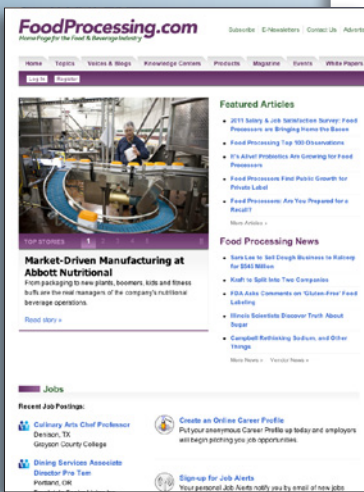 FoodProcessing.com
Home Page for the Food & Beverage Industry
Subscribe E-Newsletters Contact Us Adverti
Home Topics Voices & Blogs Knowledge Centers Products Magazine Events White Papers
Log In Register
TOP STORIES 1 2 3 4 5
Market-Driven Manufacturing at
Abbott Nutritional
From packaging to new plants, boomers, kids and fitness
buffs are the real managers of the company's nutritional
beverage operations.
Read story »
Featured Articles
2011 Salary & Job Satisfaction Survey: Food
Processors are Bringing Home the Bacon
Food Processing Top 100 Observations
It's Alive! Probiotics Are Growing for Food
Processors
Food Processors Find Public Growth for
Private Label
Food Processors: Are You Prepared for a
Recall?
More Articles »
Food Processing News
Sara Lee to Sell Dough Business to Ralcorp
for $545 Million
Kraft to Split Into Two Companies
FDA Asks Comments on 'Gluten-Free' Food
Labeling
Illinois Scientists Discover Truth About
Sugar
Campbell Rethinking Sodium, and Other
Things
More News » Vendor News »
Jobs
Recent Job Postings:
Culinary Arts Chef Professor
Denison, TX
Grayson County College
Dining Services Associate
Director Pro Tem
Portland, OR
Create an Online Career Profile
Put your anonymous Career Profile up today and employers
will begin pitching you job opportunities.
Sign-up for Job Alerts
Your personal Job Alerts notify you by email of new jobs